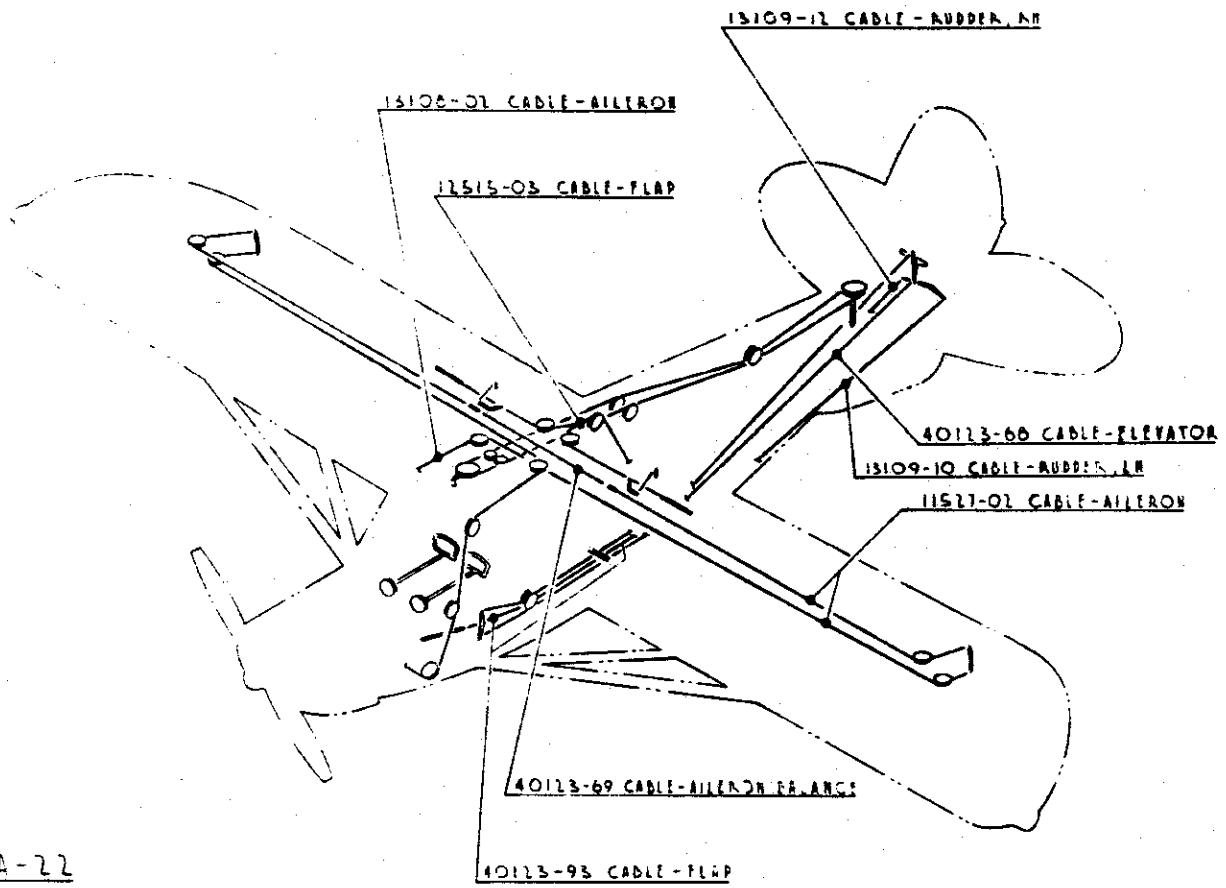 13109-12 CABLE-RUDDER, RH
13108-02 CABLE-AILERON
12515-03 CABLE-FLAP
40123-68 CABLE-ELEVATOR
13109-10 CABLE-RUDDER, LH
11527-02 CABLE-AILERON
40123-69 CABLE-AILERON BALANCE
40123-93 CABLE-FLAP
A-22